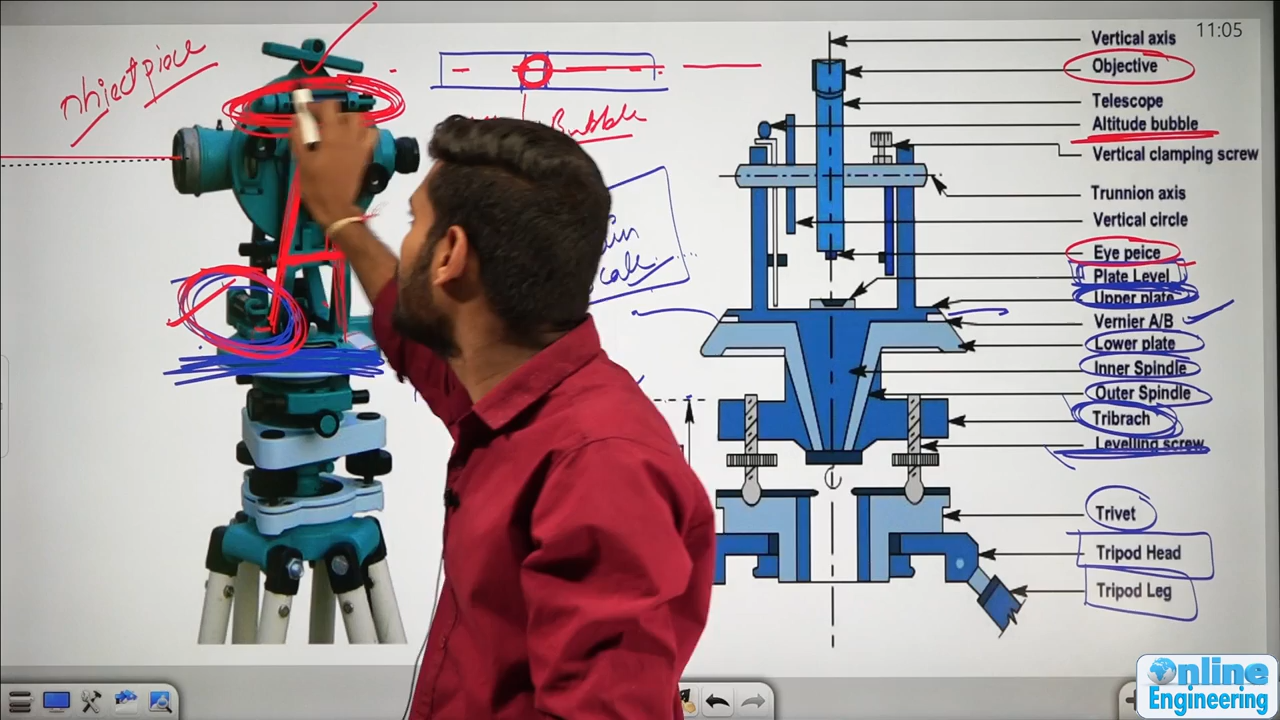 11:05
Vertical axis
Objective
Telescope
Altitude bubble
Vertical clamping screw
Trunnion axis
Vertical circle
Eye peice
Plate Level
Upper plate
Vernier A/B
Lower plate
Inner Spindle
Outer Spindle
Tribrach
Levelling screw
Trivet
Tripod Head
Tripod Leg
object piece
Bubble
Online
Engineering